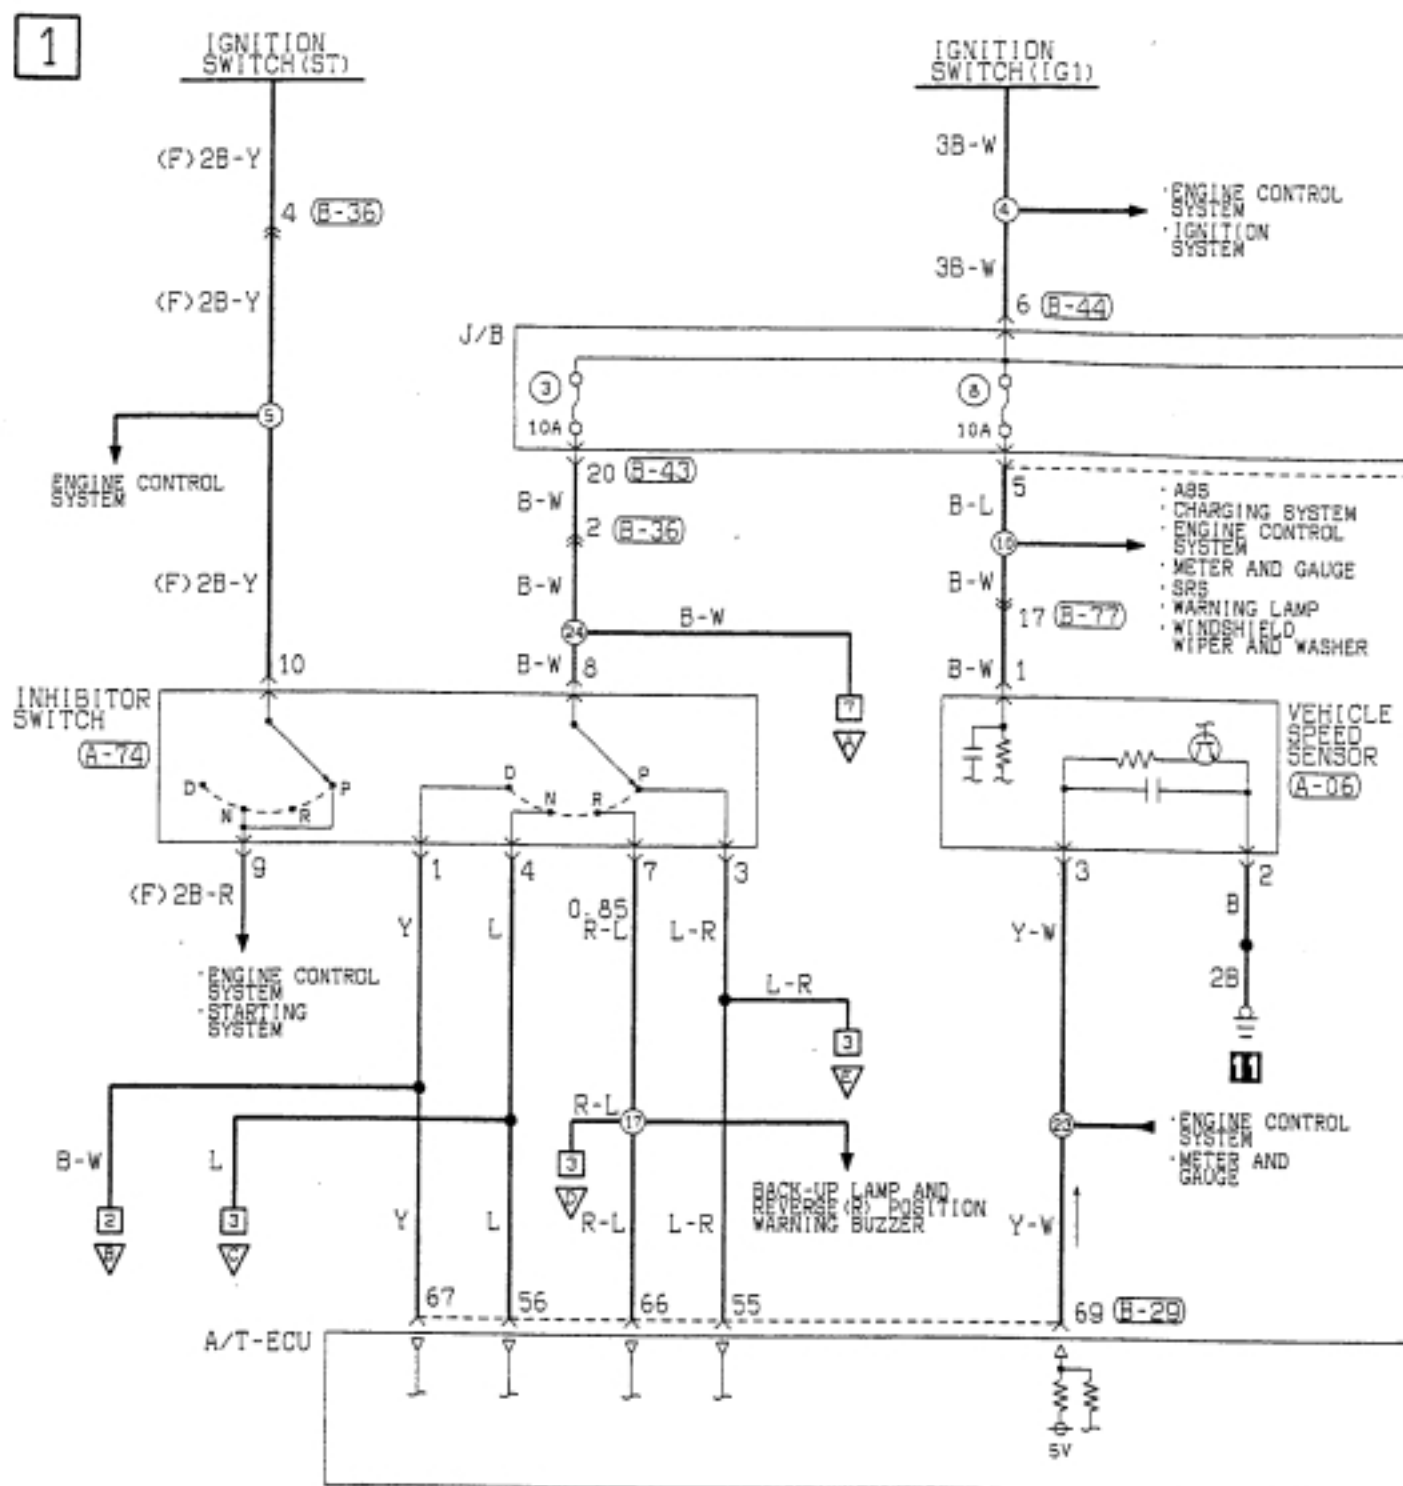 1
IGNITION
SWITCH(ST)
IGNITION
SWITCH(IG1)
(F)2B-Y
3B-W
4 (B-36)
4
·ENGINE CONTROL
SYSTEM
·IGNITION
SYSTEM
(F)2B-Y
3B-W
6 (B-44)
J/B
3
10A
8
10A
5
ENGINE CONTROL
SYSTEM
20 (B-43)
B-W
2 (B-36)
5
B-L
10
·ABS
·CHARGING SYSTEM
·ENGINE CONTROL
SYSTEM
·METER AND GAUGE
·SRS
·WARNING LAMP
·WINDSHIELD
WIPER AND WASHER
(F)2B-Y
B-W
B-W
17 (B-77)
24
B-W
10
B-W 8
B-W 1
7
A
INHIBITOR
SWITCH
(A-74)
D
N
R
P
D
N
R
P
VEHICLE
SPEED
SENSOR
(A-06)
9
1
4
7
3
3
2
(F)2B-R
Y
L
0.85
R-L
L-R
Y-W
B
·ENGINE CONTROL
SYSTEM
·STARTING
SYSTEM
L-R
3
E
2B
11
R-L
17
23
·ENGINE CONTROL
SYSTEM
·METER AND
GAUGE
B-W
L
3
D
BACK-UP LAMP AND
REVERSE(R) POSITION
WARNING BUZZER
2
B
3
C
Y
L
R-L
L-R
Y-W
67
56
66
55
69 (B-29)
A/T-ECU
5V